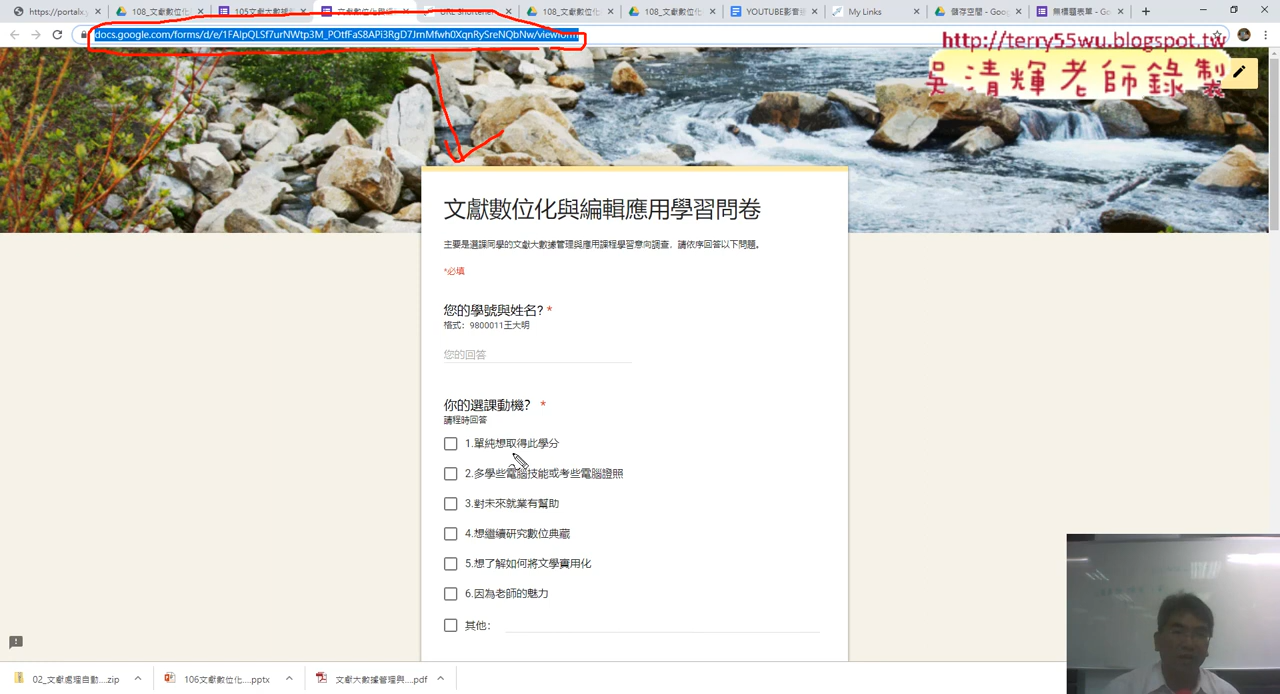 https://portalx.
108_文獻數位化
105文獻大數據
文獻數位化與編
URL Shortener
108_文獻數位化
108_文獻數位化
YOUTUBE影音
My Links
儲存空間 - Goo
無標題表單 - Go
docs.google.com/forms/d/e/1FAIpQLSf7urNWtp3M_POtfFaS8APi3RgD7JmMfwh0XqnRySreNQbNw/viewform
http://terry55wu.blogspot.tw
吳清輝老師錄製
文獻數位化與編輯應用學習問卷
主要是選課同學的文獻大數據管理與應用課程學習意向調查，請依序回答以下問題。
*必填
您的學號與姓名? *
格式：9800011王大明
您的回答
你的選課動機? *
請程時回答
1.單純想取得此學分
2.多學些電腦技能或考些電腦證照
3.對未來就業有幫助
4.想繼續研究數位典藏
5.想了解如何將文學實用化
6.因為老師的魅力
其他:
02_文獻處理自動....zip
106文獻數位化....pptx
文獻大數據管理與....pdf